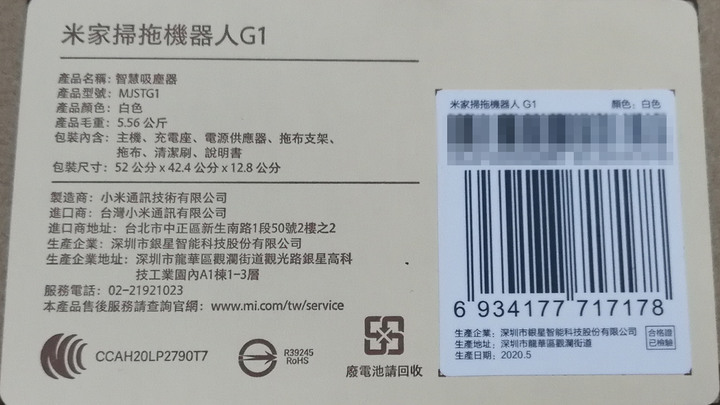 米家掃拖機器人G1
產品名稱：智慧吸塵器
產品型號：MJSTG1
產品顏色：白色
產品毛重：5.56 公斤
包裝內含：主機、充電座、電源供應器、拖布支架、
拖布、清潔刷、說明書
包裝尺寸：52 公分 x 42.4 公分 x 12.8 公分
製造商：小米通訊技術有限公司
進口商：台灣小米通訊有限公司
進口商地址：台北市中正區新生南路1段50號2樓之2
生產企業：深圳市銀星智能科技股份有限公司
生產企業地址：深圳市龍華區觀瀾街道觀光路銀星高科
技工業園內A1棟1-3層
服務電話：02-21921023
本產品售後服務請查詢官網：www.mi.com/tw/service
CCAH20LP2790T7
R39245
RoHS
廢電池請回收
米家掃拖機器人 G1 顏色：白色
6 934177 717178
生產企業：深圳市銀星智能科技股份有限公司
生產地址：深圳市龍華區觀瀾街道
生產日期：2020.5
合格證
已檢驗